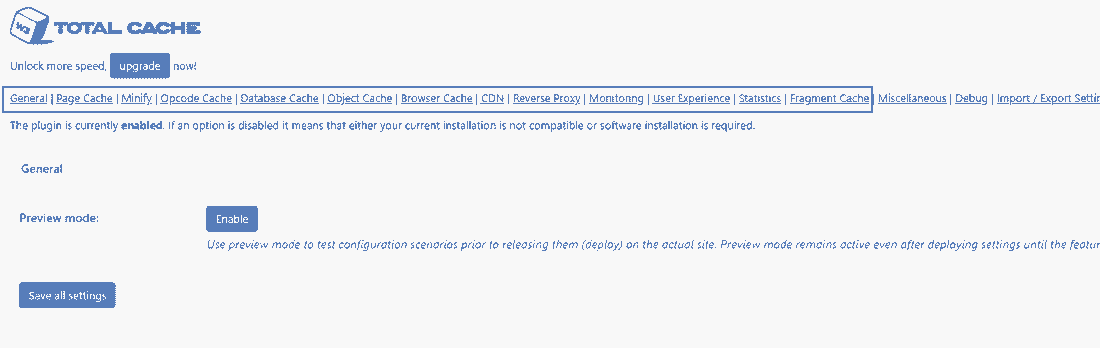 W3 TOTAL CACHE
Unlock more speed, upgrade now!
General | Page Cache | Minify | Opcode Cache | Database Cache | Object Cache | Browser Cache | CDN | Reverse Proxy | Monitoring | User Experience | Statistics | Fragment Cache | Miscellaneous | Debug | Import / Export Settin
The plugin is currently enabled. If an option is disabled it means that either your current installation is not compatible or software installation is required.
General
Preview mode: Enable
Use preview mode to test configuration scenarios prior to releasing them (deploy) on the actual site. Preview mode remains active even after deploying settings until the featur
Save all settings